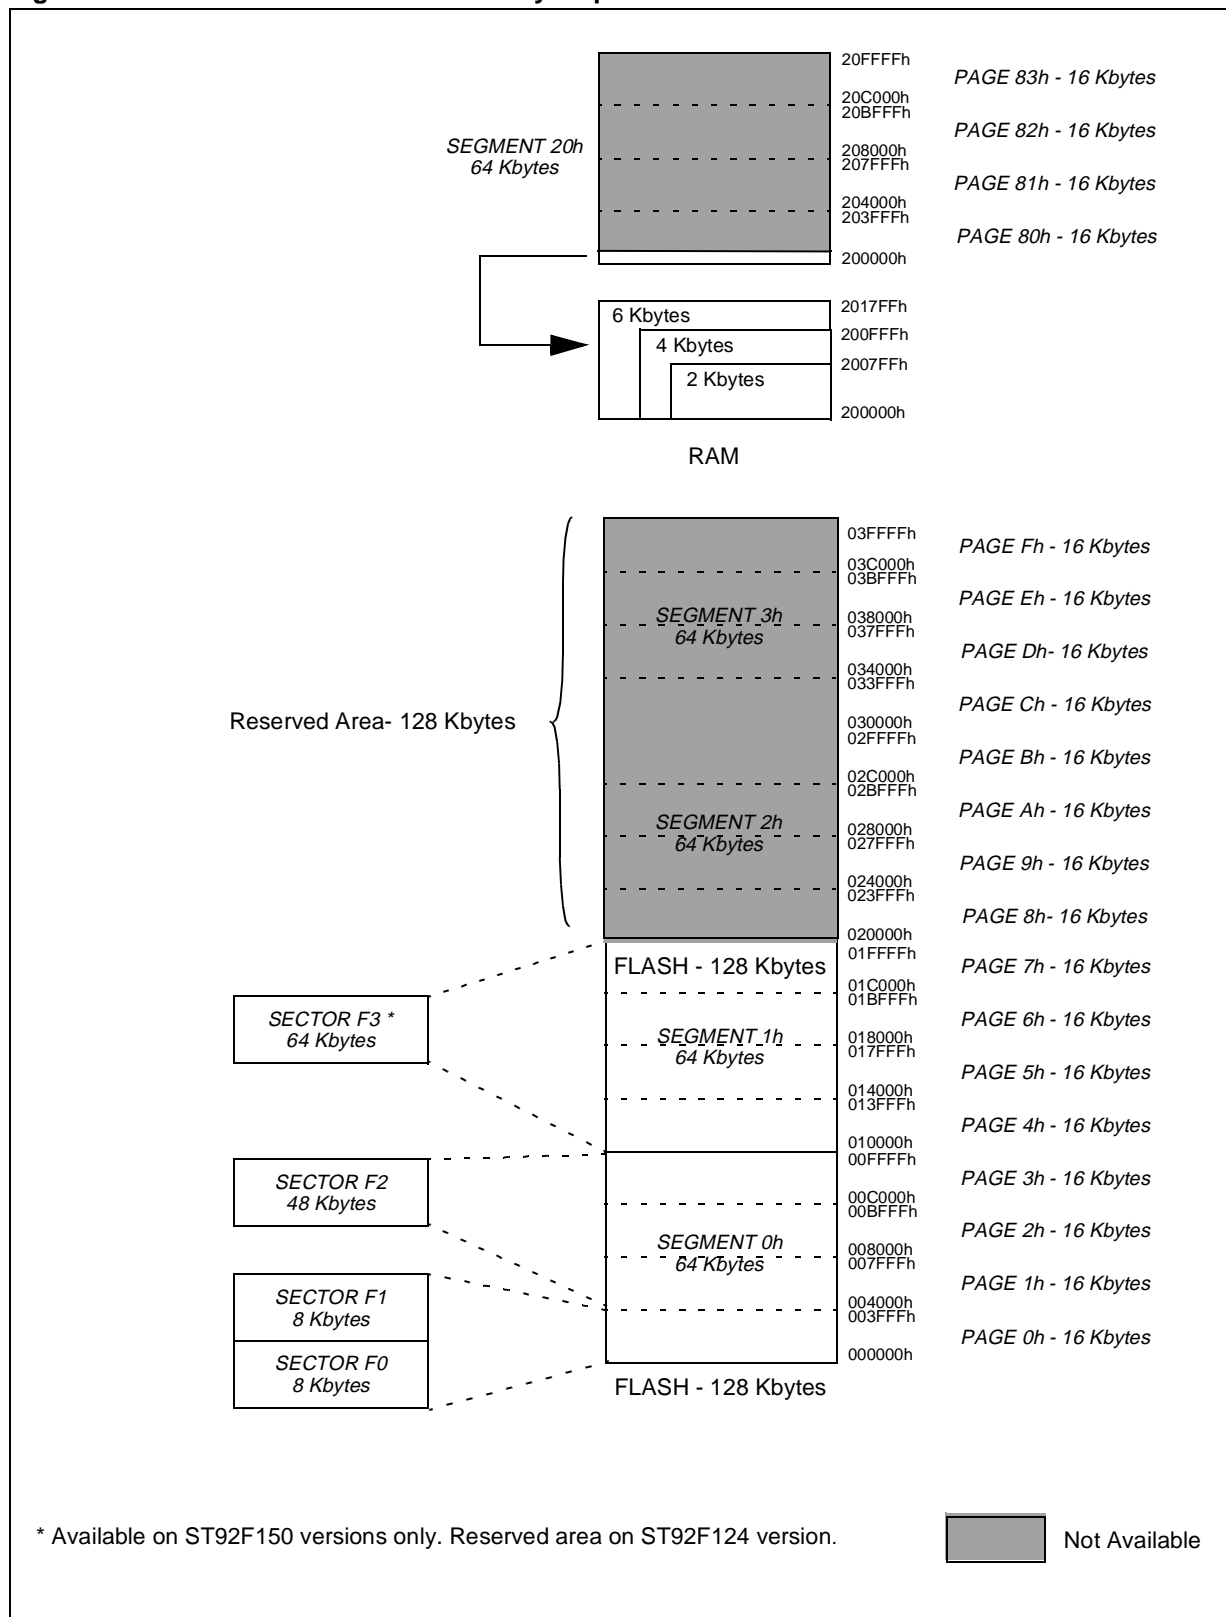 20FFFFh
PAGE 83h - 16 Kbytes
20C000h
20BFFFh
PAGE 82h - 16 Kbytes
SEGMENT 20h
64 Kbytes
208000h
207FFFh
PAGE 81h - 16 Kbytes
204000h
203FFFh
PAGE 80h - 16 Kbytes
200000h
6 Kbytes
2017FFh
4 Kbytes
200FFFh
2 Kbytes
2007FFh
200000h
RAM
03FFFFh
PAGE Fh - 16 Kbytes
03C000h
03BFFFh
PAGE Eh - 16 Kbytes
SEGMENT 3h
64 Kbytes
038000h
037FFFh
PAGE Dh- 16 Kbytes
034000h
033FFFh
PAGE Ch - 16 Kbytes
Reserved Area- 128 Kbytes
030000h
02FFFFh
PAGE Bh - 16 Kbytes
02C000h
02BFFFh
PAGE Ah - 16 Kbytes
SEGMENT 2h
64 Kbytes
028000h
027FFFh
PAGE 9h - 16 Kbytes
024000h
023FFFh
PAGE 8h- 16 Kbytes
020000h
01FFFFh
FLASH - 128 Kbytes
PAGE 7h - 16 Kbytes
01C000h
01BFFFh
SECTOR F3 *
64 Kbytes
PAGE 6h - 16 Kbytes
SEGMENT 1h
64 Kbytes
018000h
017FFFh
PAGE 5h - 16 Kbytes
014000h
013FFFh
PAGE 4h - 16 Kbytes
010000h
00FFFFh
SECTOR F2
48 Kbytes
PAGE 3h - 16 Kbytes
00C000h
00BFFFh
PAGE 2h - 16 Kbytes
SEGMENT 0h
64 Kbytes
008000h
007FFFh
PAGE 1h - 16 Kbytes
SECTOR F1
8 Kbytes
004000h
003FFFh
PAGE 0h - 16 Kbytes
SECTOR F0
8 Kbytes
000000h
FLASH - 128 Kbytes
* Available on ST92F150 versions only. Reserved area on ST92F124 version.
Not Available